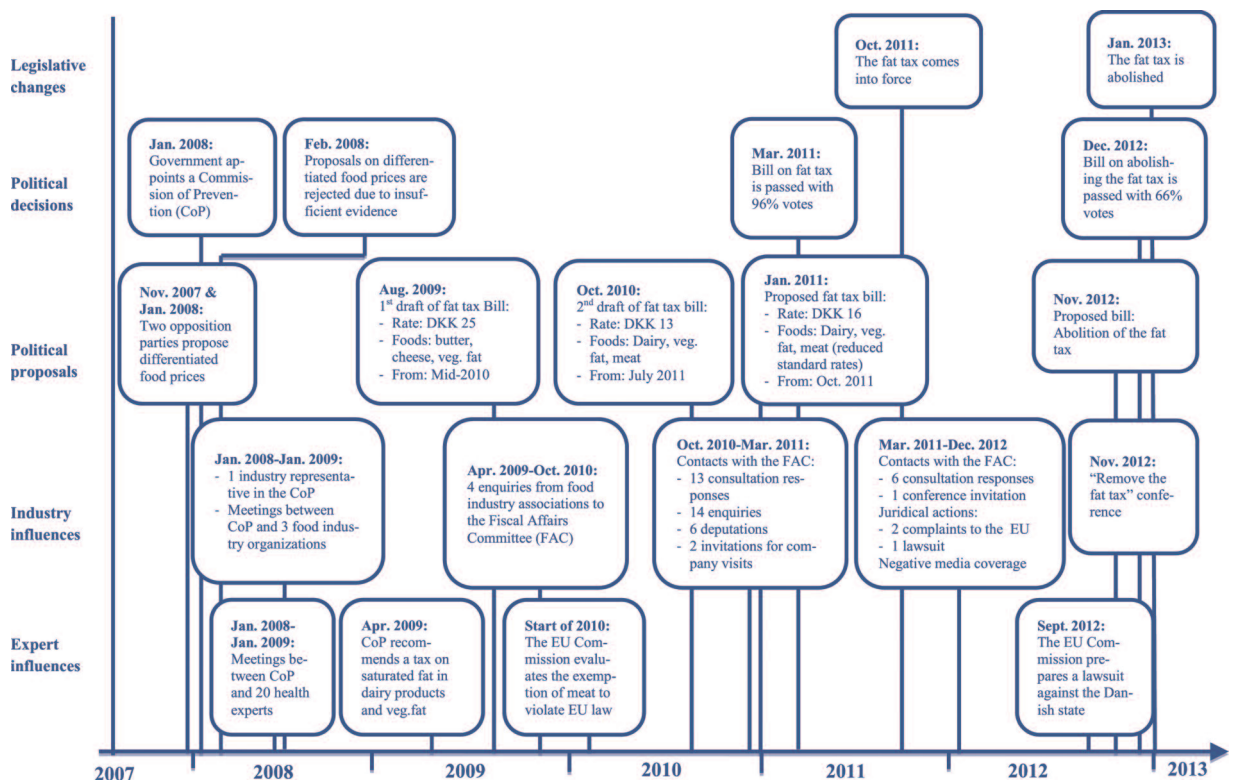 Legislative
changes
Oct. 2011:
The fat tax comes
into force
Jan. 2013:
The fat tax is
abolished
Political
decisions
Jan. 2008:
Government ap-
points a Commission
of Preven-
tion (CoP)
Feb. 2008:
Proposals on differen-
tiated food prices are
rejected due to insuf-
ficient evidence
Mar. 2011:
Bill on fat tax
is passed with
96% votes
Dec. 2012:
Bill on abolish-
ing the fat tax is
passed with 66%
votes
Political
proposals
Nov. 2007 &
Jan. 2008:
Two opposition
parties propose
differentiated
food prices
Aug. 2009:
1st draft of fat tax Bill:
- Rate: DKK 25
- Foods: butter,
cheese, veg. fat
- From: Mid-2010
Oct. 2010:
2nd draft of fat tax bill:
- Rate: DKK 13
- Foods: Dairy, veg.
fat, meat
- From: July 2011
Jan. 2011:
Proposed fat tax bill:
- Rate: DKK 16
- Foods: Dairy, veg.
fat, meat (reduced
standard rates)
- From: Oct. 2011
Nov. 2012:
Proposed bill:
Abolition of the fat
tax
Industry
influences
Jan. 2008-Jan. 2009:
- 1 industry representa-
tive in the CoP
- Meetings between
CoP and 3 food indus-
try organizations
Apr. 2009-Oct. 2010:
4 enquiries from food
industry associations to
the Fiscal Affairs
Committee (FAC)
Oct. 2010-Mar. 2011:
Contacts with the FAC:
- 13 consultation res-
ponses
- 14 enquiries
- 6 deputations
- 2 invitations for com-
pany visits
Mar. 2011-Dec. 2012
Contacts with the FAC:
- 6 consultation responses
- 1 conference invitation
Juridical actions:
- 2 complaints to the EU
- 1 lawsuit
Negative media coverage
Nov. 2012:
“Remove the
fat tax” confe-
rence
Expert
influences
Jan. 2008-
Jan. 2009:
Meetings be-
tween CoP
and 20 health
experts
Apr. 2009:
CoP recom-
mends a tax on
saturated fat in
dairy products
and veg.fat
Start of 2010:
The EU Com-
mission evalu-
ates the exemp-
tion of meat to
violate EU law
Sept. 2012:
The EU Com-
mission pre-
pares a lawsuit
against the Dan-
ish state
2007 2008 2009 2010 2011 2012 2013